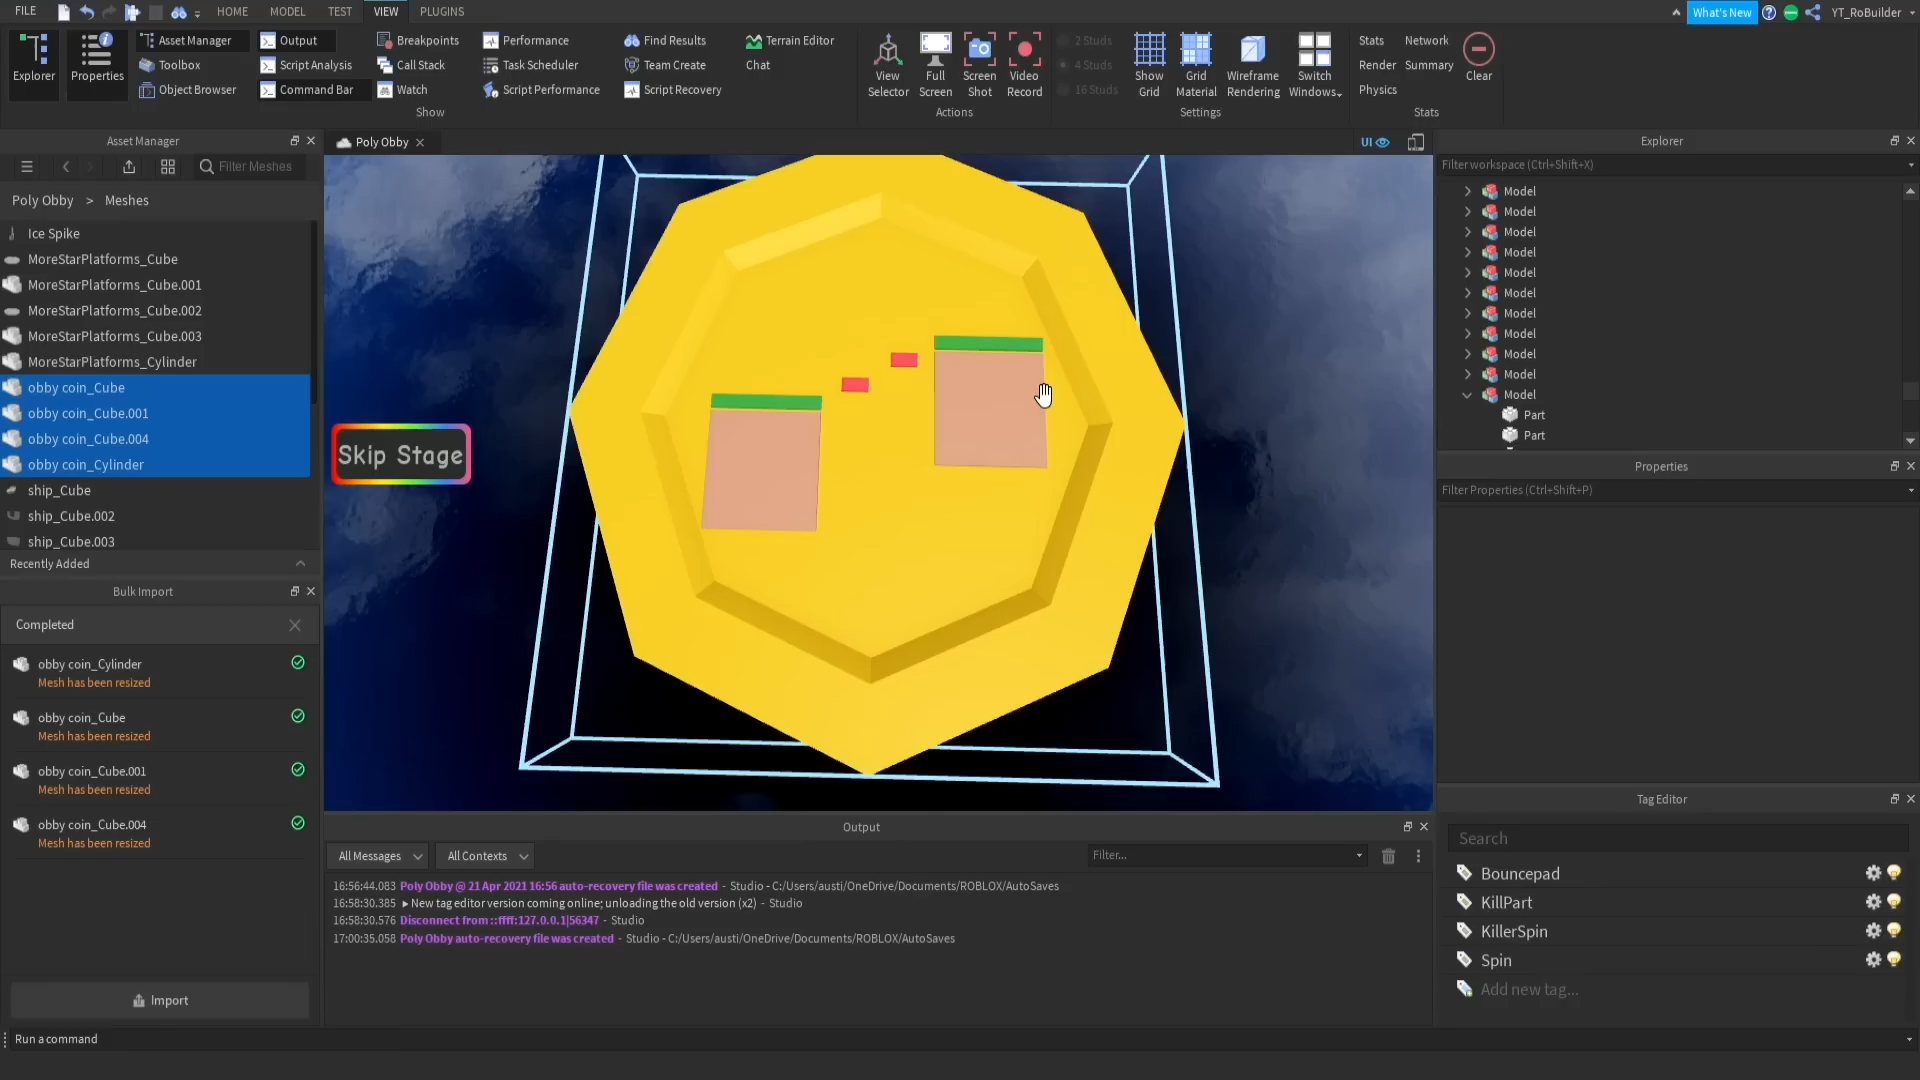 FILE HOME MODEL TEST VIEW PLUGINS What's New YT_RoBuilder
Explorer
Properties
Asset Manager
Toolbox
Object Browser
Output
Script Analysis
Command Bar
Breakpoints
Call Stack
Watch
Performance
Task Scheduler
Script Performance
Find Results
Team Create
Script Recovery
Terrain Editor
Chat
Show
View Selector
Full Screen
Screen Shot
Video Record
Actions
2 Studs
4 Studs
16 Studs
Show Grid
Grid Material
Wireframe Rendering
Switch Windows
Settings
Stats
Render
Physics
Network
Summary
Clear
Stats
Asset Manager
Filter Meshes
Poly Obby > Meshes
Ice Spike
MoreStarPlatforms_Cube
MoreStarPlatforms_Cube.001
MoreStarPlatforms_Cube.002
MoreStarPlatforms_Cube.003
MoreStarPlatforms_Cylinder
obby coin_Cube
obby coin_Cube.001
obby coin_Cube.004
obby coin_Cylinder
ship_Cube
ship_Cube.002
ship_Cube.003
Recently Added
Bulk Import
Completed
obby coin_Cylinder
Mesh has been resized
obby coin_Cube
Mesh has been resized
obby coin_Cube.001
Mesh has been resized
obby coin_Cube.004
Mesh has been resized
Import
Run a command
Poly Obby
UI
Skip Stage
Output
All Messages All Contexts Filter...
16:56:44.083 Poly Obby @ 21 Apr 2021 16:56 auto-recovery file was created - Studio - C:/Users/austi/OneDrive/Documents/ROBLOX/AutoSaves
16:58:30.385 New tag editor version coming online; unloading the old version (x2) - Studio
16:58:30.576 Disconnect from ::ffff:127.0.0.1|56347 - Studio
17:00:35.058 Poly Obby auto-recovery file was created - Studio - C:/Users/austi/OneDrive/Documents/ROBLOX/AutoSaves
Explorer
Filter workspace (Ctrl+Shift+X)
Model
Model
Model
Model
Model
Model
Model
Model
Model
Model
Model
Part
Part
Properties
Filter Properties (Ctrl+Shift+P)
Tag Editor
Search
Bouncepad
KillPart
KillerSpin
Spin
Add new tag...